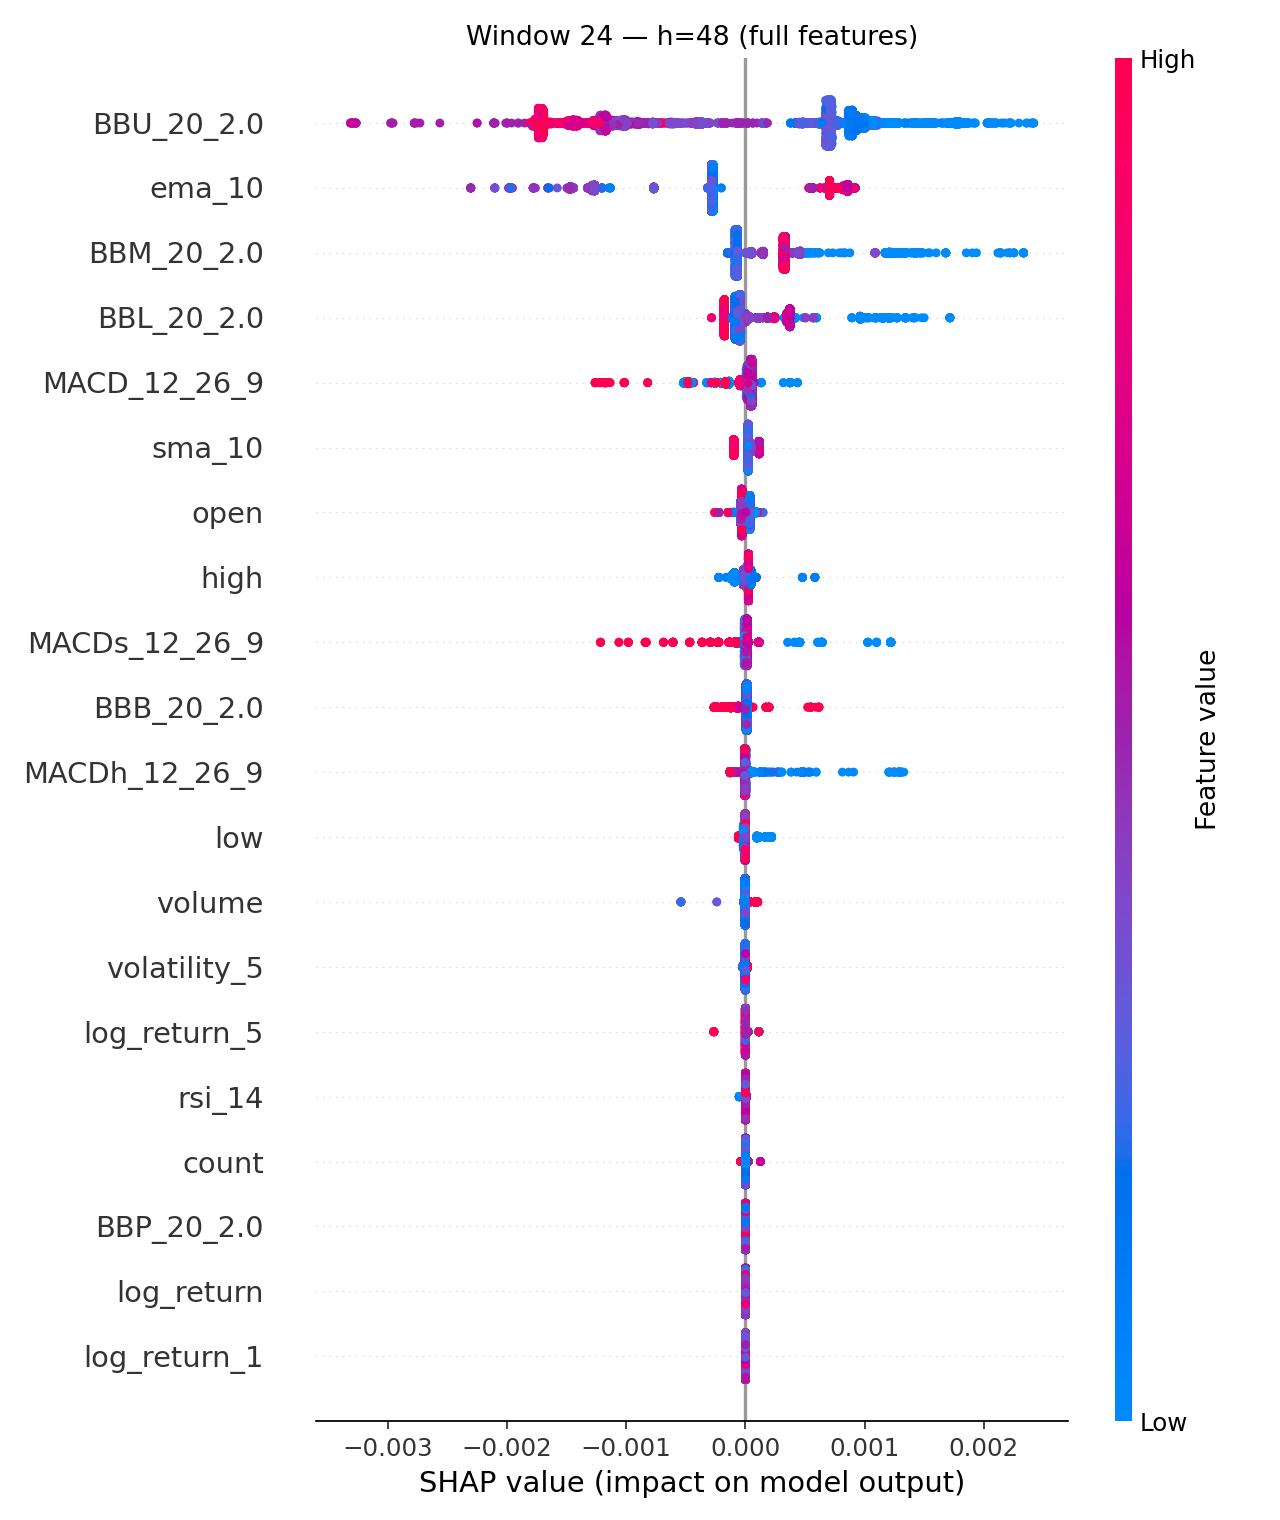 Window 24 — h=48 (full features)
High
BBU_20_2.0
ema_10
BBM_20_2.0
BBL_20_2.0
MACD_12_26_9
sma_10
open
high
MACDs_12_26_9
BBB_20_2.0
MACDh_12_26_9
low
volume
volatility_5
log_return_5
rsi_14
count
BBP_20_2.0
log_return
log_return_1
Feature value
Low
−0.003 −0.002 −0.001 0.000 0.001 0.002
SHAP value (impact on model output)